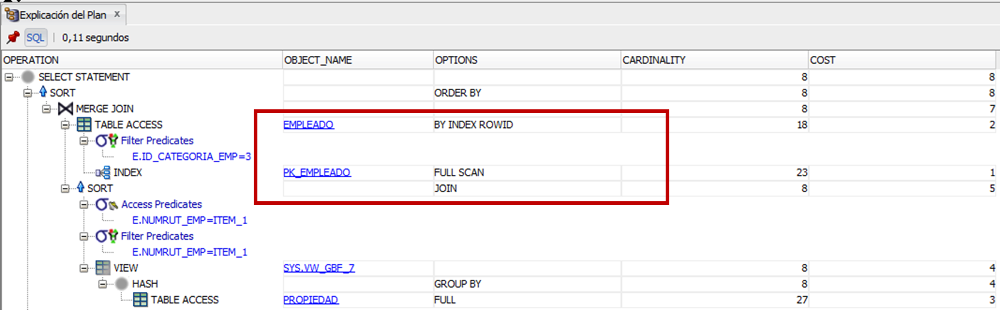 Explicación del Plan x
SQL | 0,11 segundos
OPERATION OBJECT_NAME OPTIONS CARDINALITY COST
SELECT STATEMENT 8 8
SORT ORDER BY 8 8
MERGE JOIN 8 7
TABLE ACCESS EMPLEADO BY INDEX ROWID 18 2
Filter Predicates
E.ID_CATEGORIA_EMP=3
INDEX PK_EMPLEADO FULL SCAN 23 1
SORT JOIN 8 5
Access Predicates
E.NUMRUT_EMP=ITEM_1
Filter Predicates
E.NUMRUT_EMP=ITEM_1
VIEW SYS.VW_GBF_7 8 4
HASH GROUP BY 8 4
TABLE ACCESS PROPIEDAD FULL 27 3